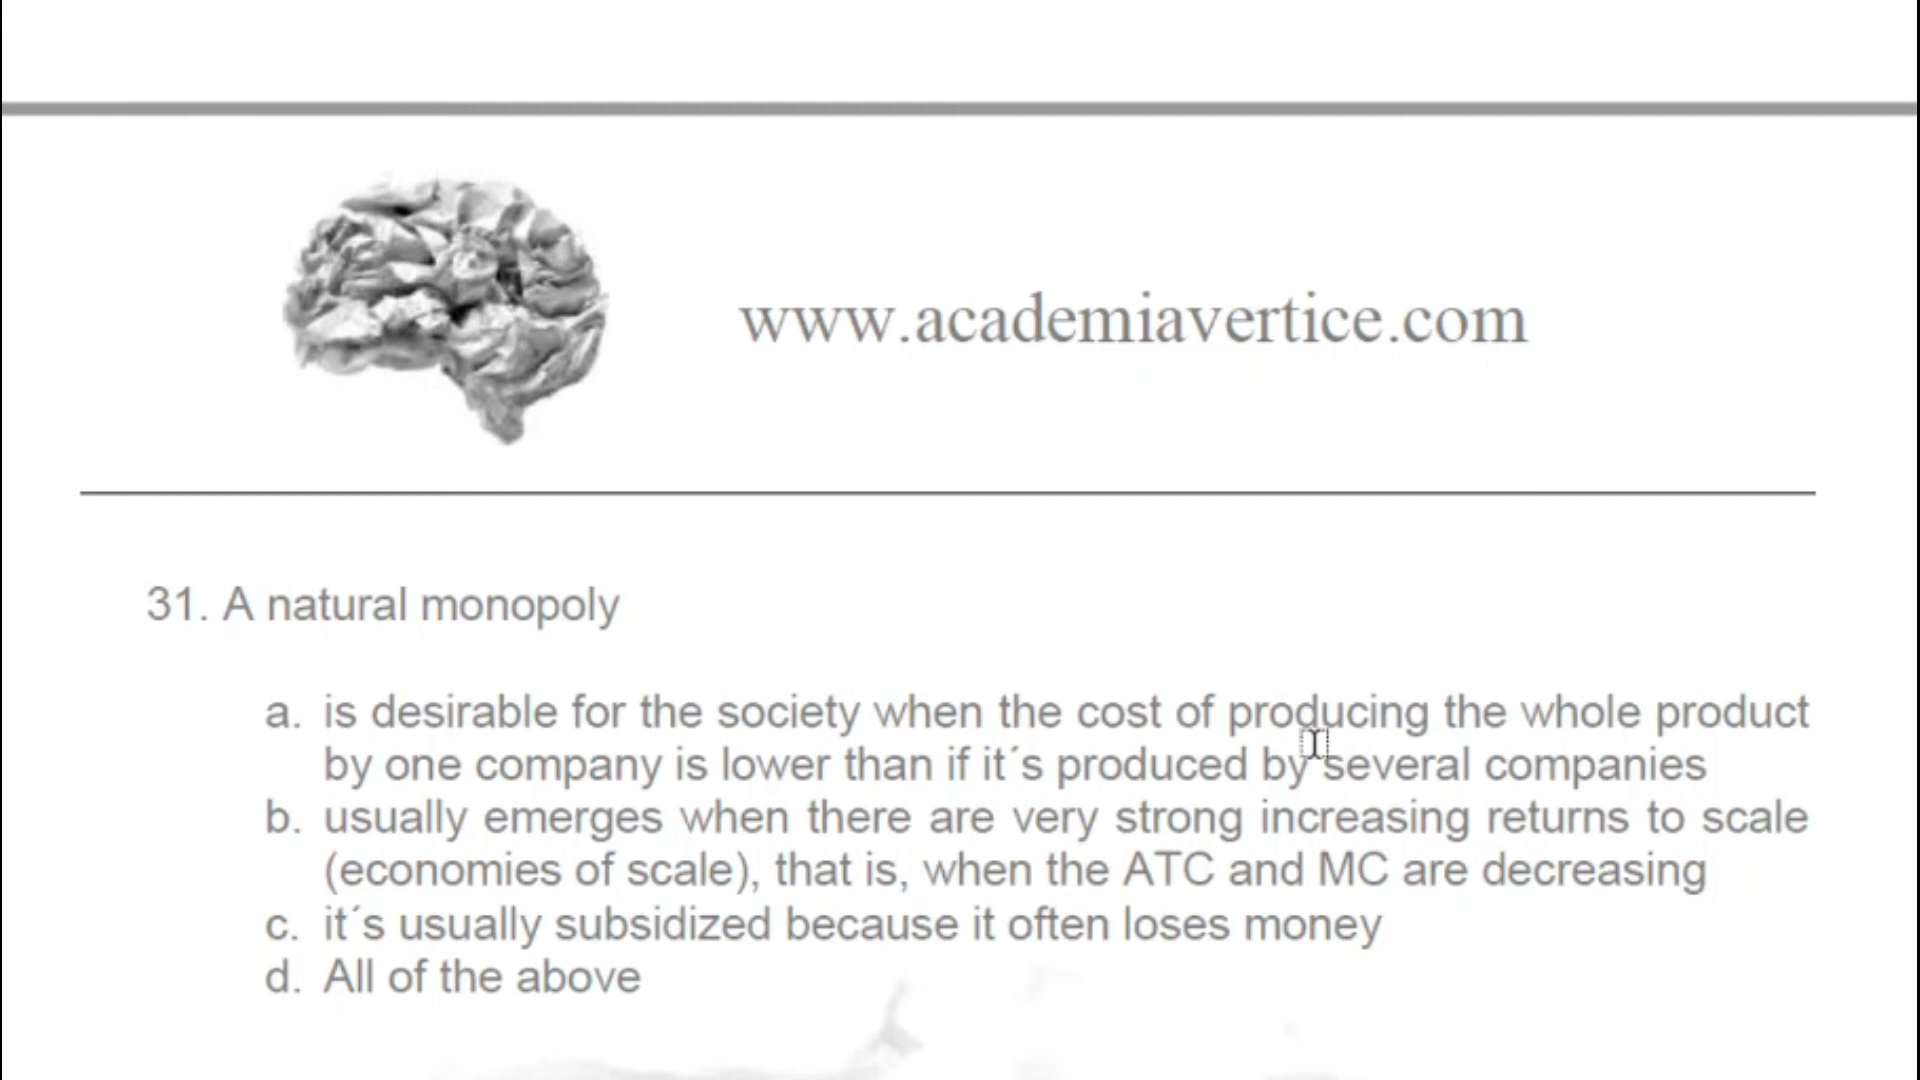 www.academiavertice.com
31. A natural monopoly
a. is desirable for the society when the cost of producing the whole product
by one company is lower than if it´s produced by several companies
b. usually emerges when there are very strong increasing returns to scale
(economies of scale), that is, when the ATC and MC are decreasing
c. it´s usually subsidized because it often loses money
d. All of the above